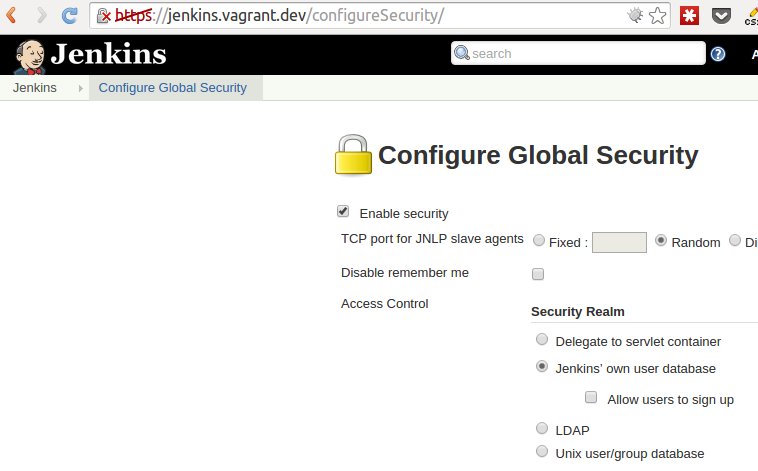 https://jenkins.vagrant.dev/configureSecurity/
Jenkins
search
Jenkins
Configure Global Security
Configure Global Security
Enable security
TCP port for JNLP slave agents Fixed : Random Di
Disable remember me
Access Control
Security Realm
Delegate to servlet container
Jenkins' own user database
Allow users to sign up
LDAP
Unix user/group database